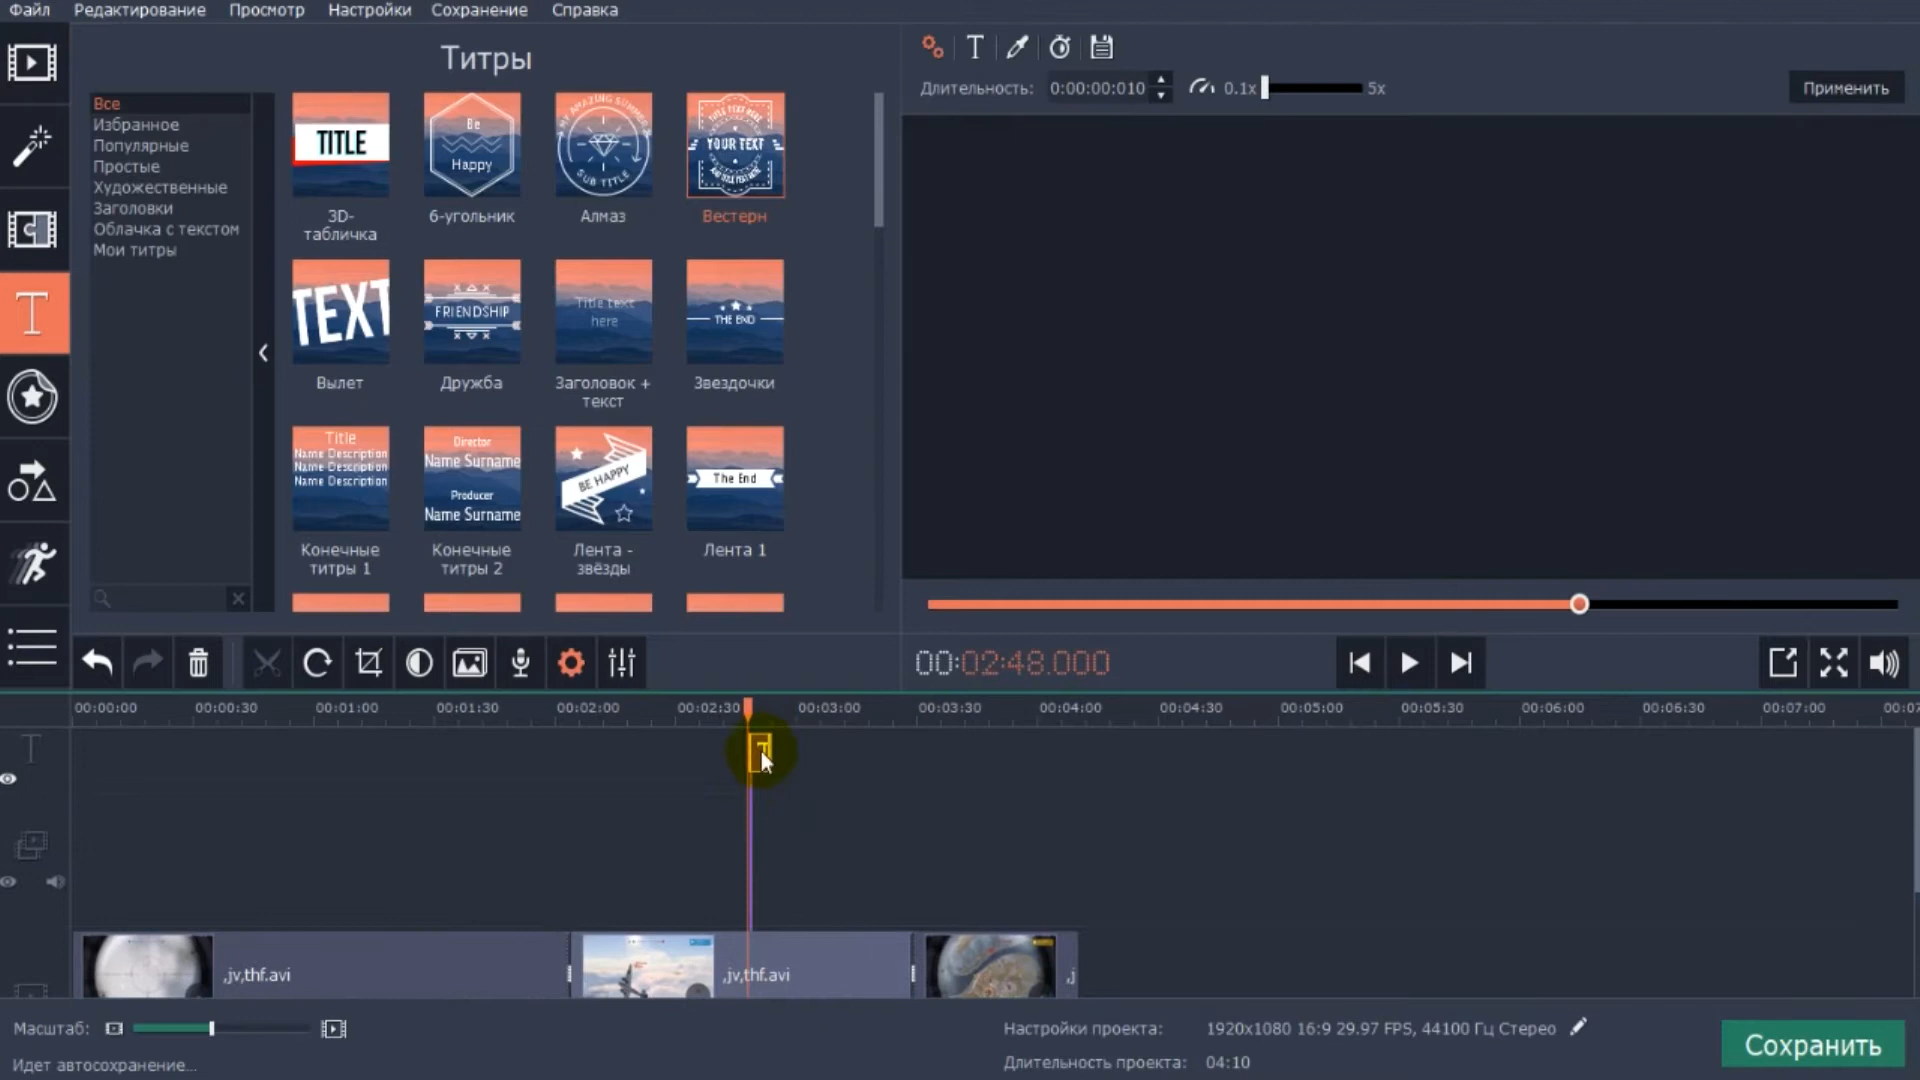 Файл Редактирование Просмотр Настройки Сохранение Справка
Титры
Все
Избранное
Популярные
Простые
Художественные
Заголовки
Облачка с текстом
Мои титры
TITLE
3D-
табличка
Be
Happy
6-угольник
MY AMAZING SUMMER
SUB TITLE
Алмаз
YOUR TEXT
Вестерн
TEXT
Вылет
FRIENDSHIP
Дружба
Title text
here
Заголовок +
текст
THE END
Звездочки
Title
Name Description
Name Description
Name Description
Конечные
титры 1
Director
Name Surname
Producer
Name Surname
Конечные
титры 2
BE HAPPY
Лента -
звёзды
The End
Лента 1
Длительность: 0:00:00:010 0.1x 5x
Применить
00:02:48.000
00:00:00 00:00:30 00:01:00 00:01:30 00:02:00 00:02:30 00:03:00 00:03:30 00:04:00 00:04:30 00:05:00 00:05:30 00:06:00 00:06:30 00:07:00
,jv,thf.avi
,jv,thf.avi
,j
Масштаб:
Идет автосохранение...
Настройки проекта: 1920x1080 16:9 29.97 FPS, 44100 Гц Стерео
Длительность проекта: 04:10
Сохранить